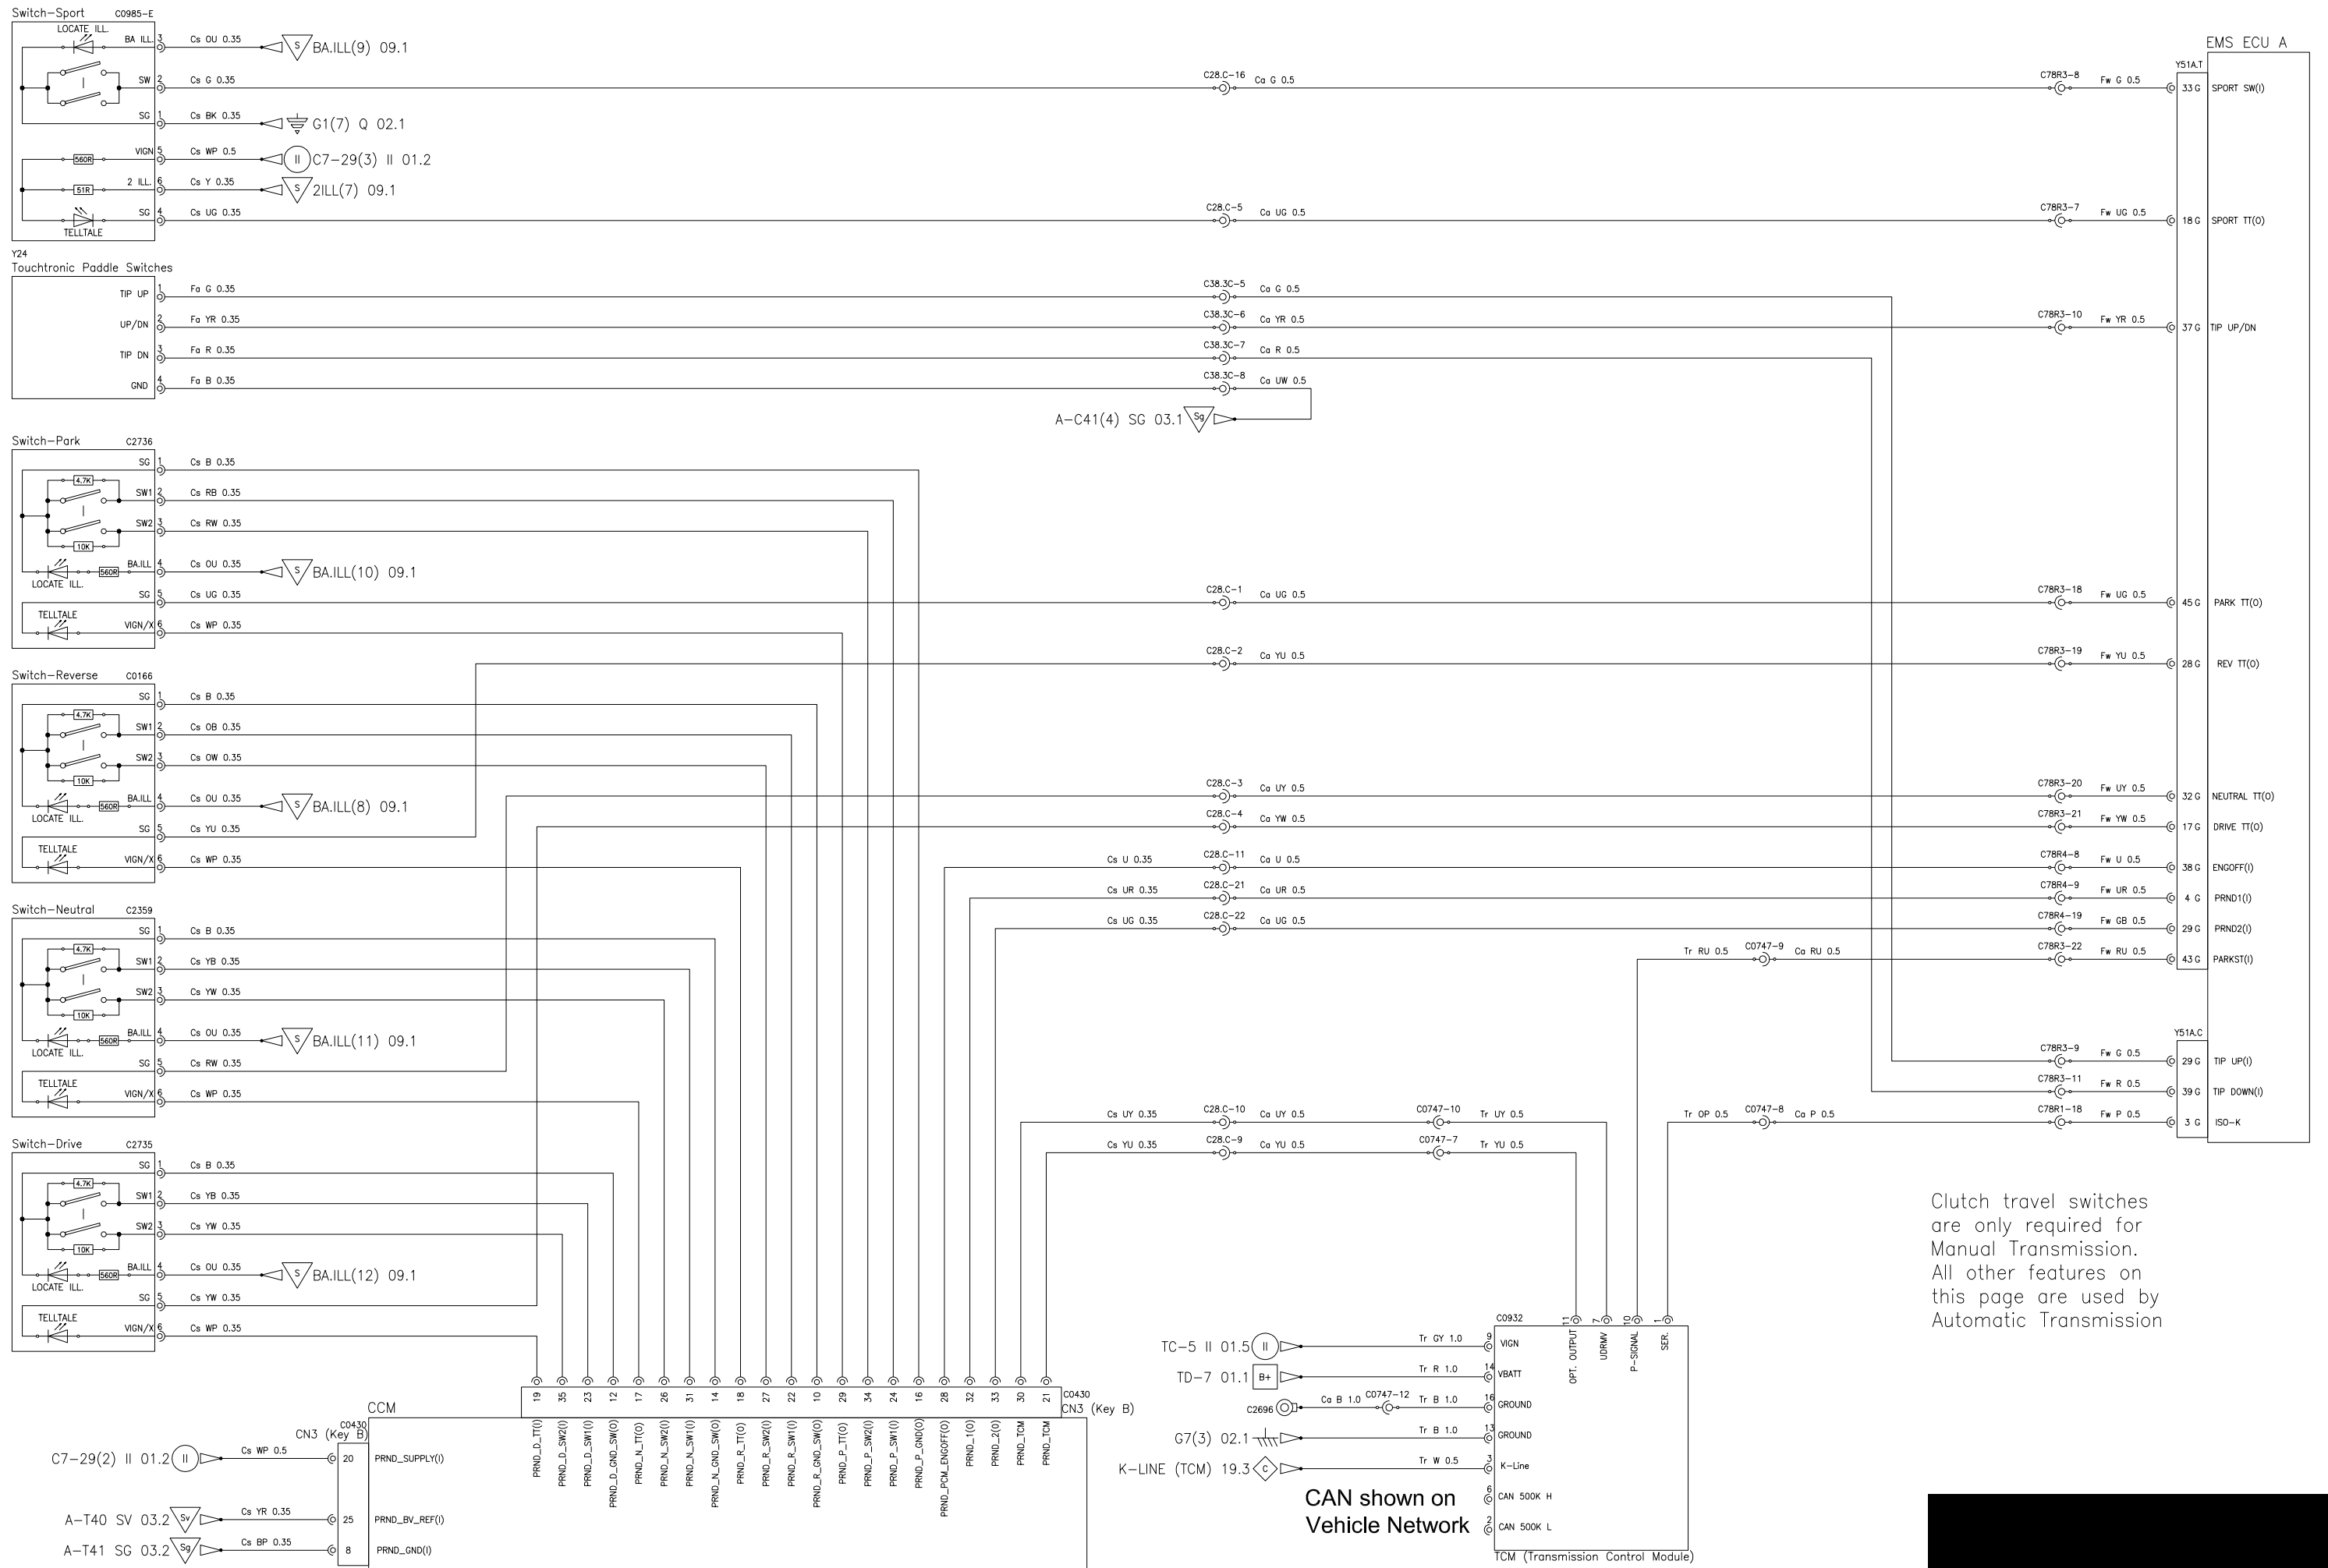 Switch-Sport C0985-E
LOCATE ILL.
BA ILL. 3 Cs OU 0.35 S BA.ILL(9) 09.1
SW 2 Cs G 0.35 C28.C-16 Ca G 0.5 C78R3-8 Fw G 0.5 33 G SPORT SW(I)
EMS ECU A
Y51A.T
SG 1 Cs BK 0.35 G1(7) Q 02.1
560R VIGN 5 Cs WP 0.5 II C7-29(3) II 01.2
51R 2 ILL. 6 Cs Y 0.35 S 2ILL(7) 09.1
SG 4 Cs UG 0.35 C28.C-5 Ca UG 0.5 C78R3-7 Fw UG 0.5 18 G SPORT TT(O)
TELLTALE
Y24
Touchtronic Paddle Switches
TIP UP 1 Fa G 0.35 C38.3C-5 Ca G 0.5
UP/DN 2 Fa YR 0.35 C38.3C-6 Ca YR 0.5 C78R3-10 Fw YR 0.5 37 G TIP UP/DN
TIP DN 3 Fa R 0.35 C38.3C-7 Ca R 0.5
GND 4 Fa B 0.35 C38.3C-8 Ca UW 0.5
A-C41(4) SG 03.1 Sg
Switch-Park C2736
SG 1 Cs B 0.35
4.7K
SW1 2 Cs RB 0.35
SW2 3 Cs RW 0.35
10K
560R BA.ILL 4 Cs OU 0.35 S BA.ILL(10) 09.1
LOCATE ILL.
SG 5 Cs UG 0.35 C28.C-1 Ca UG 0.5 C78R3-18 Fw UG 0.5 45 G PARK TT(O)
TELLTALE
VIGN/X 6 Cs WP 0.35
C28.C-2 Ca YU 0.5 C78R3-19 Fw YU 0.5 28 G REV TT(O)
Switch-Reverse C0166
SG 1 Cs B 0.35
4.7K
SW1 2 Cs OB 0.35
SW2 3 Cs OW 0.35
10K
560R BA.ILL 4 Cs OU 0.35 S BA.ILL(8) 09.1
LOCATE ILL.
C28.C-3 Ca UY 0.5 C78R3-20 Fw UY 0.5 32 G NEUTRAL TT(O)
SG 5 Cs YU 0.35
C28.C-4 Ca YW 0.5 C78R3-21 Fw YW 0.5 17 G DRIVE TT(O)
TELLTALE
VIGN/X 6 Cs WP 0.35
Cs U 0.35 C28.C-11 Ca U 0.5 C78R4-8 Fw U 0.5 38 G ENGOFF(I)
Cs UR 0.35 C28.C-21 Ca UR 0.5 C78R4-9 Fw UR 0.5 4 G PRND1(I)
Cs UG 0.35 C28.C-22 Ca UG 0.5 C78R4-19 Fw GB 0.5 29 G PRND2(I)
Tr RU 0.5 C0747-9 Ca RU 0.5 C78R3-22 Fw RU 0.5 43 G PARKST(I)
Switch-Neutral C2359
SG 1 Cs B 0.35
4.7K
SW1 2 Cs YB 0.35
SW2 3 Cs YW 0.35
10K
560R BA.ILL 4 Cs OU 0.35 S BA.ILL(11) 09.1
LOCATE ILL.
SG 5 Cs RW 0.35
TELLTALE
VIGN/X 6 Cs WP 0.35
Y51A.C
C78R3-9 Fw G 0.5 29 G TIP UP(I)
C78R3-11 Fw R 0.5 39 G TIP DOWN(I)
Cs UY 0.35 C28.C-10 Ca UY 0.5 C0747-10 Tr UY 0.5
Tr OP 0.5 C0747-8 Ca P 0.5 C78R1-18 Fw P 0.5 3 G ISO-K
Cs YU 0.35 C28.C-9 Ca YU 0.5 C0747-7 Tr YU 0.5
Switch-Drive C2735
SG 1 Cs B 0.35
4.7K
SW1 2 Cs YB 0.35
SW2 3 Cs YW 0.35
10K
560R BA.ILL 4 Cs OU 0.35 S BA.ILL(12) 09.1
LOCATE ILL.
SG 5 Cs YW 0.35
TELLTALE
VIGN/X 6 Cs WP 0.35
Clutch travel switches
are only required for
Manual Transmission.
All other features on
this page are used by
Automatic Transmission
19 35 23 12 17 26 31 14 18 27 22 10 29 34 24 16 28 32 33 30 21 C0430
CN3 (Key B)
PRND_D_TT(I)
PRND_D_SW2(I)
PRND_D_SW1(I)
PRND_D_GND_SW(O)
PRND_N_TT(O)
PRND_N_SW2(I)
PRND_N_SW1(I)
PRND_N_GND_SW(O)
PRND_R_TT(O)
PRND_R_SW2(I)
PRND_R_SW1(I)
PRND_R_GND_SW(O)
PRND_P_TT(O)
PRND_P_SW2(I)
PRND_P_SW1(I)
PRND_P_GND(O)
PRND_PCM_ENGOFF(O)
PRND_1(O)
PRND_2(O)
PRND_TCM
PRND_TCM
CCM
C0430
CN3 (Key B)
C7-29(2) II 01.2 II Cs WP 0.5 20 PRND_SUPPLY(I)
A-T40 SV 03.2 Sv Cs YR 0.35 25 PRND_BV_REF(I)
A-T41 SG 03.2 Sg Cs BP 0.35 8 PRND_GND(I)
C0932
11 7 10 1
OPT. OUTPUT
UDRMV
P-SIGNAL
SER.
TC-5 II 01.5 II Tr GY 1.0 9 VIGN
TD-7 01.1 B+ Tr R 1.0 14 VBATT
C2696 Ca B 1.0 C0747-12 Tr B 1.0 16 GROUND
G7(3) 02.1 Tr B 1.0 13 GROUND
K-LINE (TCM) 19.3 C Tr W 0.5 3 K-Line
CAN shown on
Vehicle Network
6 CAN 500K H
2 CAN 500K L
TCM (Transmission Control Module)